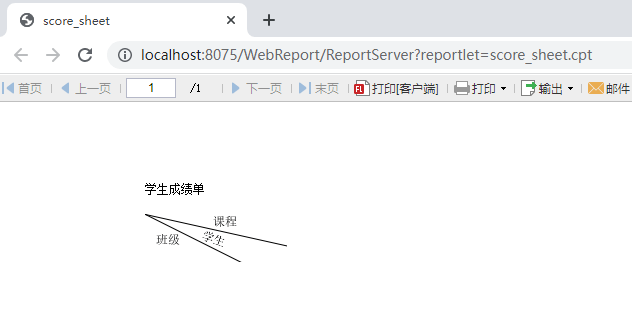 score_sheet
localhost:8075/WebReport/ReportServer?reportlet=score_sheet.cpt
首页 上一页 1 /1 下一页 末页 打印[客户端] 打印 输出 邮件
学生成绩单
课程
学生
班级